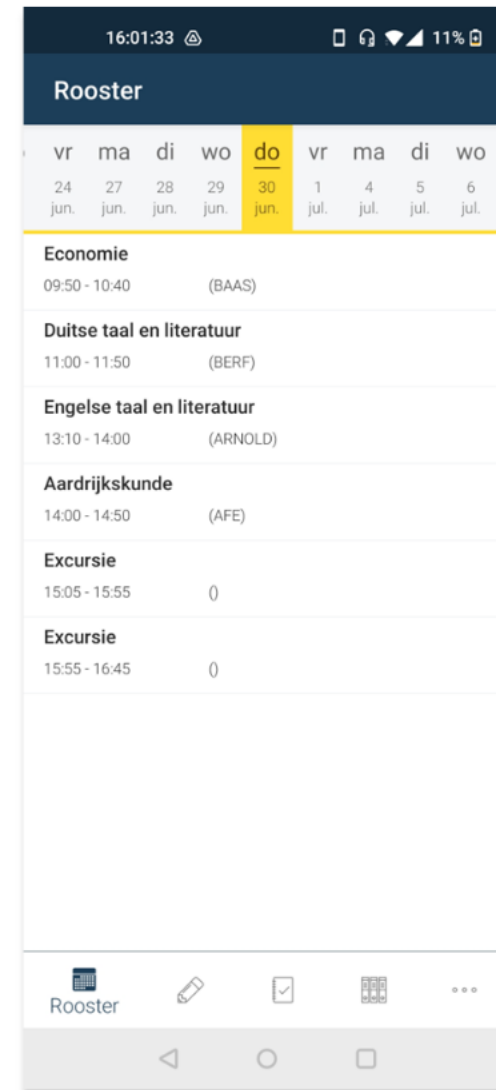 16:01:33 11%
Rooster
vr ma di wo do vr ma di wo
24 27 28 29 30 1 4 5 6
jun. jun. jun. jun. jun. jul. jul. jul. jul.
Economie
09:50 - 10:40 (BAAS)
Duitse taal en literatuur
11:00 - 11:50 (BERF)
Engelse taal en literatuur
13:10 - 14:00 (ARNOLD)
Aardrijkskunde
14:00 - 14:50 (AFE)
Excursie
15:05 - 15:55 ()
Excursie
15:55 - 16:45 ()
Rooster